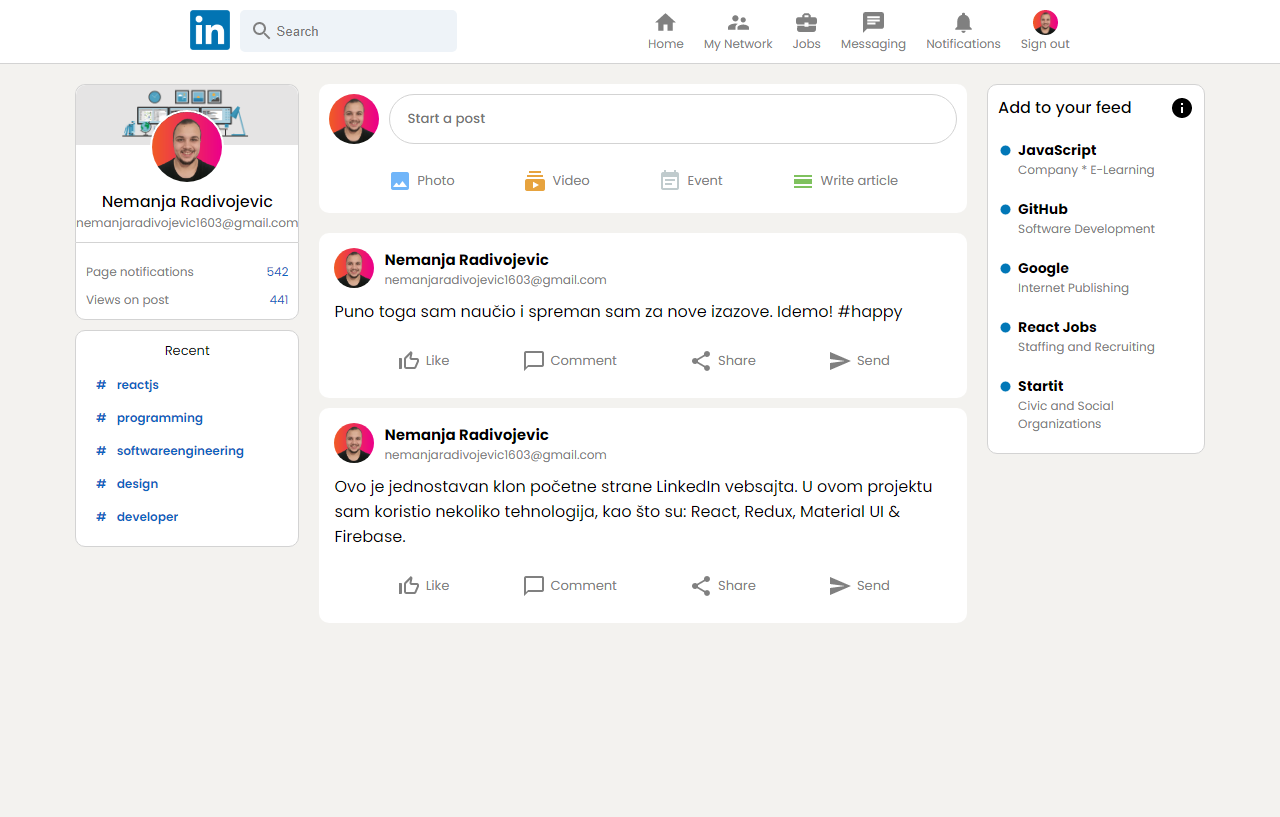 in
Search
Home
My Network
Jobs
Messaging
Notifications
Sign out
Nemanja Radivojevic
nemanjaradivojevic1603@gmail.com
Page notifications 542
Views on post 441
Recent
# reactjs
# programming
# softwareengineering
# design
# developer
Start a post
Photo
Video
Event
Write article
Nemanja Radivojevic
nemanjaradivojevic1603@gmail.com
Puno toga sam naučio i spreman sam za nove izazove. Idemo! #happy
Like
Comment
Share
Send
Nemanja Radivojevic
nemanjaradivojevic1603@gmail.com
Ovo je jednostavan klon početne strane LinkedIn vebsajta. U ovom projektu
sam koristio nekoliko tehnologija, kao što su: React, Redux, Material UI &
Firebase.
Like
Comment
Share
Send
Add to your feed
JavaScript
Company * E-Learning
GitHub
Software Development
Google
Internet Publishing
React Jobs
Staffing and Recruiting
Startit
Civic and Social
Organizations